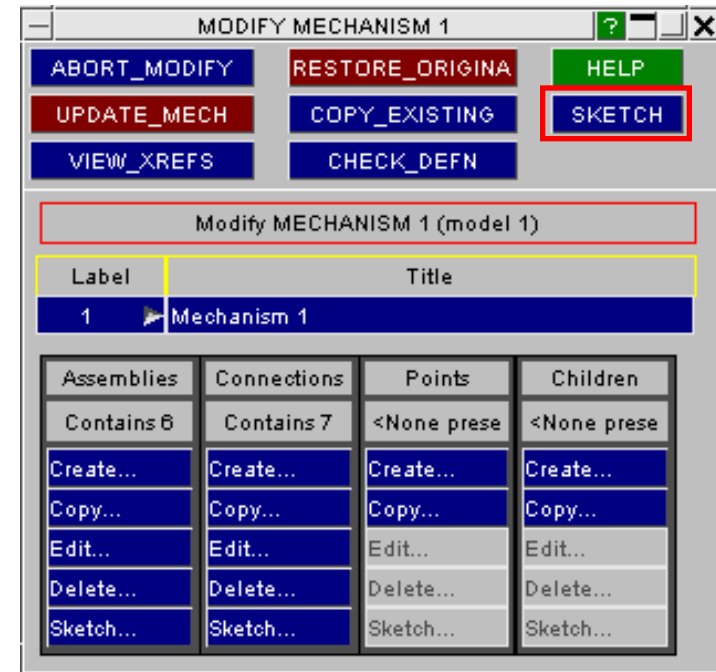 MODIFY MECHANISM 1 ?
ABORT_MODIFY RESTORE_ORIGINA HELP
UPDATE_MECH COPY_EXISTING SKETCH
VIEW_XREFS CHECK_DEFN
Modify MECHANISM 1 (model 1)
Label Title
1 Mechanism 1
Assemblies Connections Points Children
Contains 6 Contains 7 <None prese <None prese
Create... Create... Create... Create...
Copy... Copy... Copy... Copy...
Edit... Edit... Edit... Edit...
Delete... Delete... Delete... Delete...
Sketch... Sketch... Sketch... Sketch...